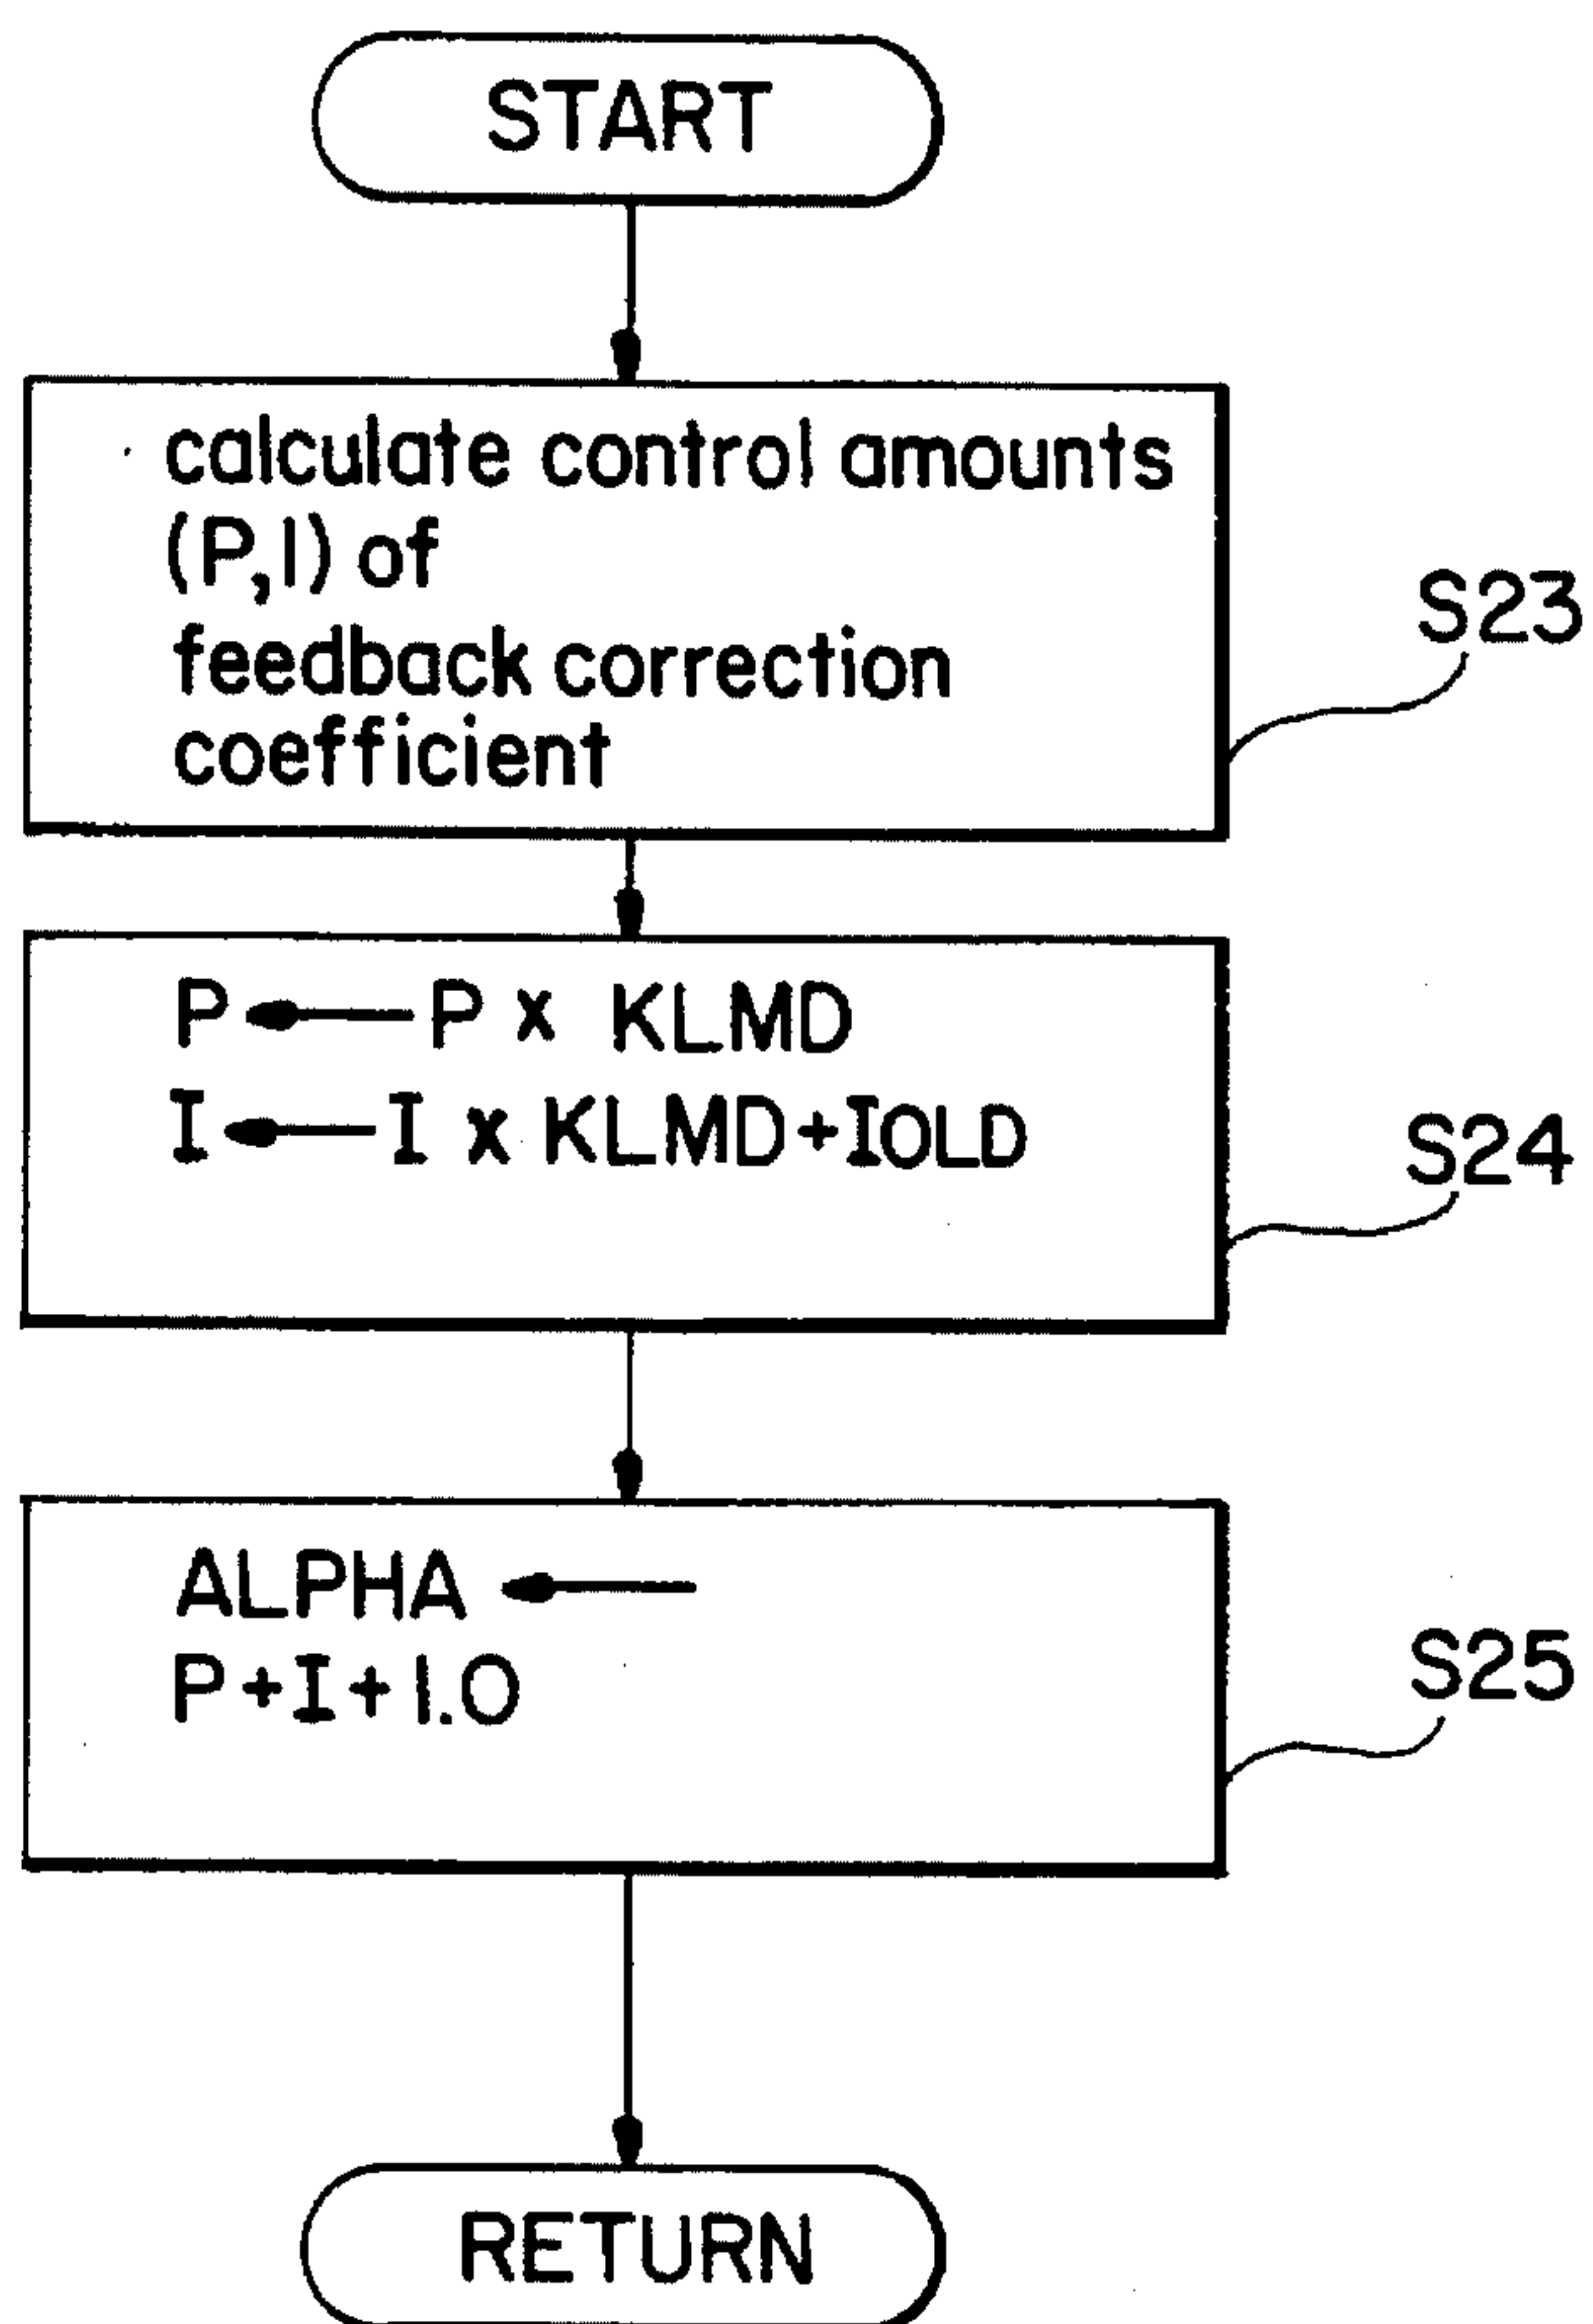 START
calculate control amounts
(P,I) of
feedback correction
coefficient
S23
P ← P x KLMD
I ← I x KLMD+IOLD
S24
ALPHA ←
P+I+1.0
S25
RETURN